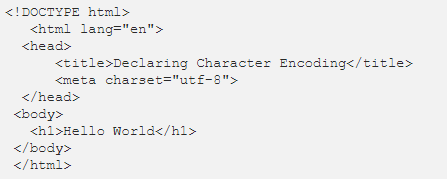 <!DOCTYPE html>
<html lang="en">
<head>
<title>Declaring Character Encoding</title>
<meta charset="utf-8">
</head>
<body>
<h1>Hello World</h1>
</body>
</html>